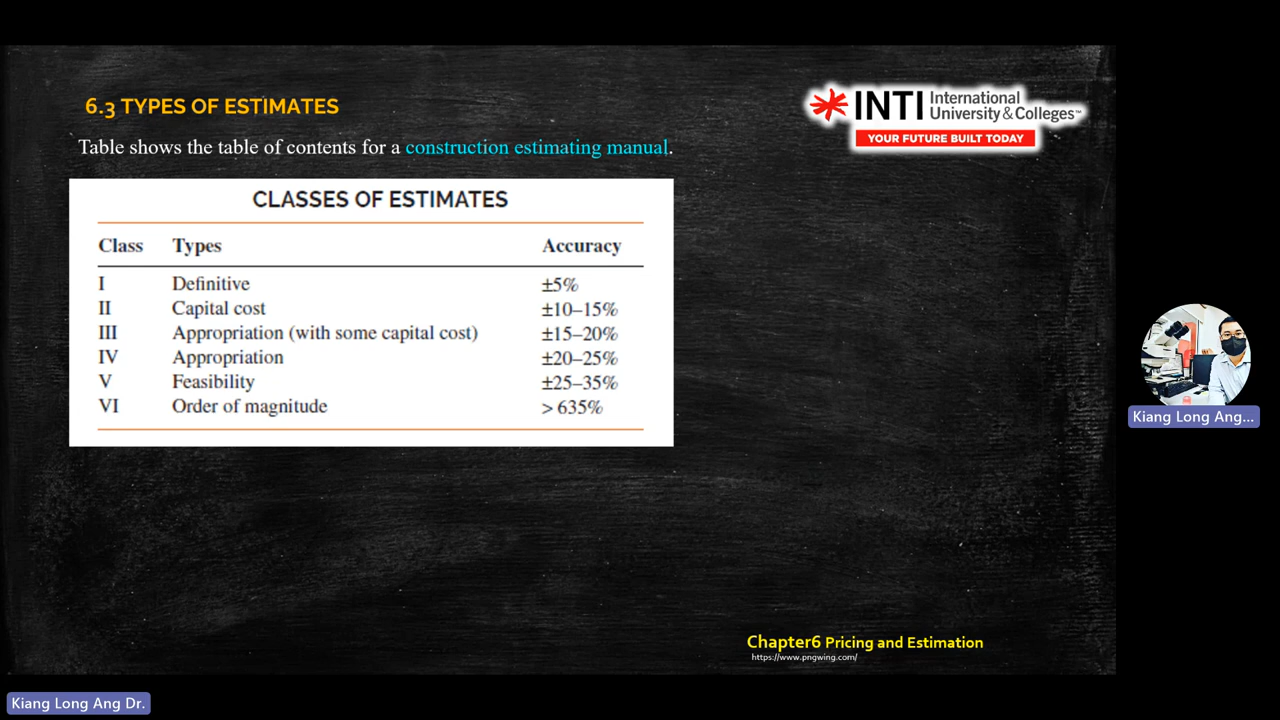 6.3 TYPES OF ESTIMATES
INTI International University & Colleges™
YOUR FUTURE BUILT TODAY
Table shows the table of contents for a construction estimating manual.
CLASSES OF ESTIMATES
Class Types Accuracy
I Definitive ±5%
II Capital cost ±10–15%
III Appropriation (with some capital cost) ±15–20%
IV Appropriation ±20–25%
V Feasibility ±25–35%
VI Order of magnitude > 635%
Kiang Long Ang...
Chapter6 Pricing and Estimation
https://www.pngwing.com/
Kiang Long Ang Dr.